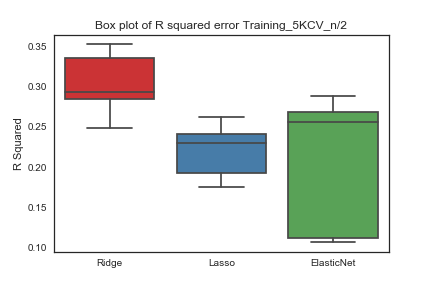 Box plot of R squared error Training_5KCV_n/2
R Squared
0.35
0.30
0.25
0.20
0.15
0.10
Ridge
Lasso
ElasticNet